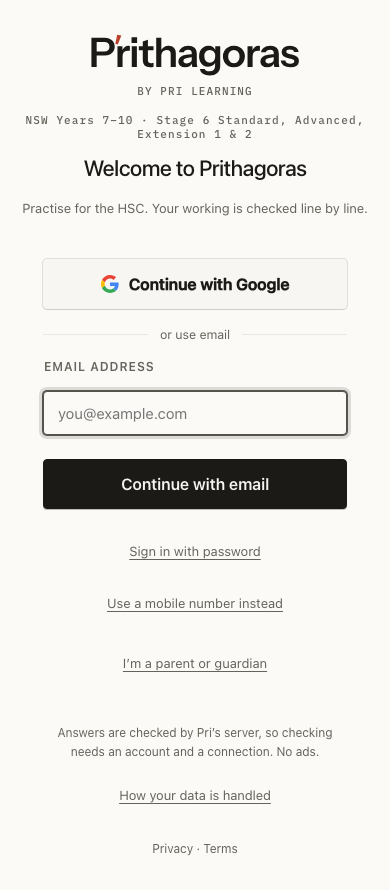 Prithagoras
BY PRI LEARNING
NSW Years 7–10 · Stage 6 Standard, Advanced,
Extension 1 & 2
Welcome to Prithagoras
Practise for the HSC. Your working is checked line by line.
Continue with Google
or use email
EMAIL ADDRESS
you@example.com
Continue with email
Sign in with password
Use a mobile number instead
I’m a parent or guardian
Answers are checked by Pri’s server, so checking
needs an account and a connection. No ads.
How your data is handled
Privacy · Terms